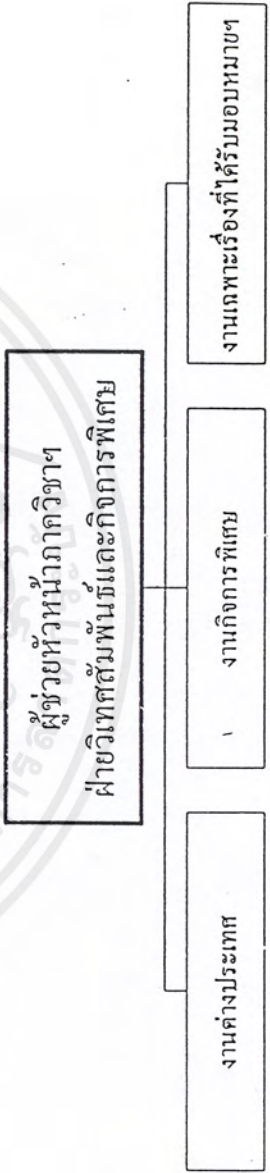 ผู้ช่วยหัวหน้าภาควิชาฯ
ฝ่ายวิเทศสัมพันธ์และกิจการพิเศษ
งานต่างประเทศ
งานกิจการพิเศษ
งานเฉพาะเรื่องที่ได้รับมอบหมายฯ